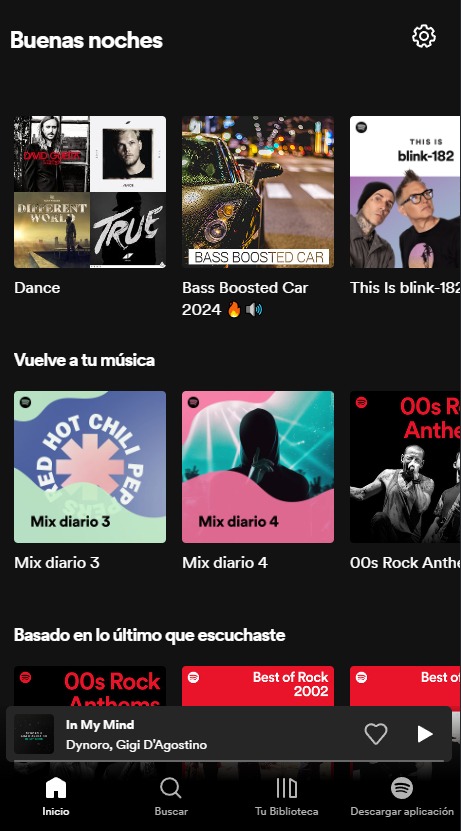 Buenas noches
DAVID GUETTA
AVICII
DIFFERENT
WORLD
TRUE
BASS BOOSTED CAR
THIS IS
blink-182
Dance
Bass Boosted Car
2024 🔥🔊
This Is blink-182
Vuelve a tu música
RED HOT CHILI PEPPERS
Mix diario 3
Mix diario 4
00s R
Anthe
Mix diario 3
Mix diario 4
00s Rock Anthe
Basado en lo último que escuchaste
00s Rock
Anthems
Best of Rock
2002
Best of
In My Mind
Dynoro, Gigi D'Agostino
Inicio
Buscar
Tu Biblioteca
Descargar aplicación